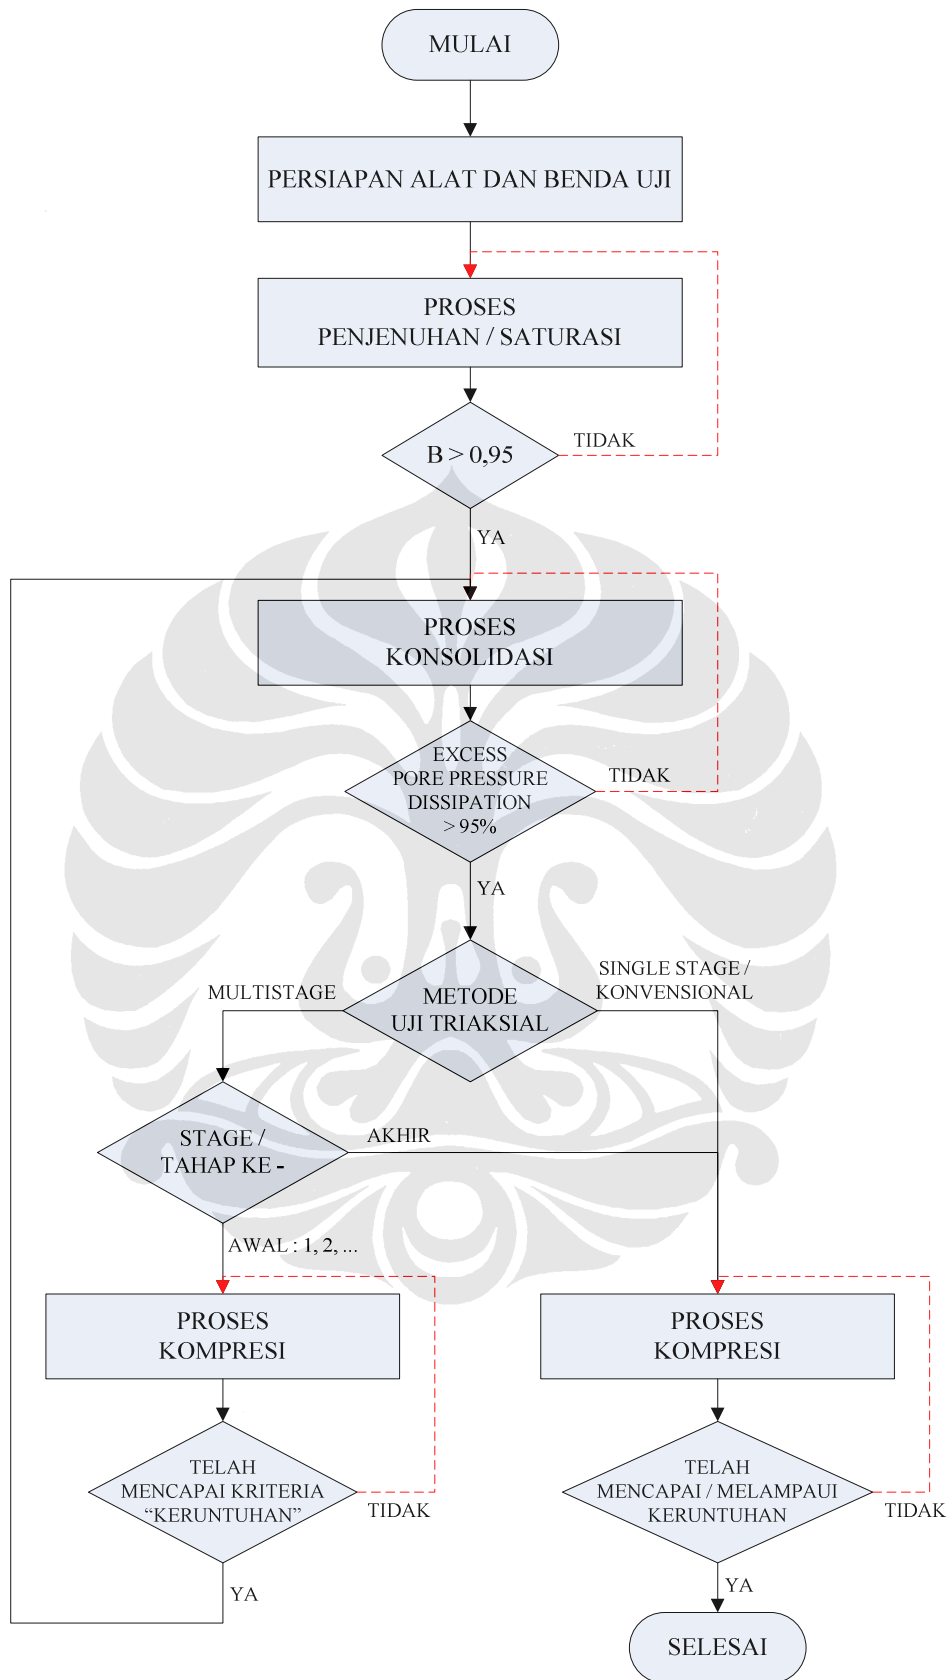 MULAI
PERSIAPAN ALAT DAN BENDA UJI
PROSES
PENJENUHAN / SATURASI
B > 0,95
TIDAK
YA
PROSES
KONSOLIDASI
EXCESS
PORE PRESSURE
DISSIPATION
> 95%
TIDAK
YA
METODE
UJI TRIAKSIAL
MULTISTAGE
SINGLE STAGE /
KONVENSIONAL
STAGE /
TAHAP KE -
AKHIR
AWAL : 1, 2, ...
PROSES
KOMPRESI
TELAH
MENCAPAI KRITERIA
“KERUNTUHAN”
TIDAK
YA
PROSES
KOMPRESI
TELAH
MENCAPAI / MELAMPAUI
KERUNTUHAN
TIDAK
YA
SELESAI